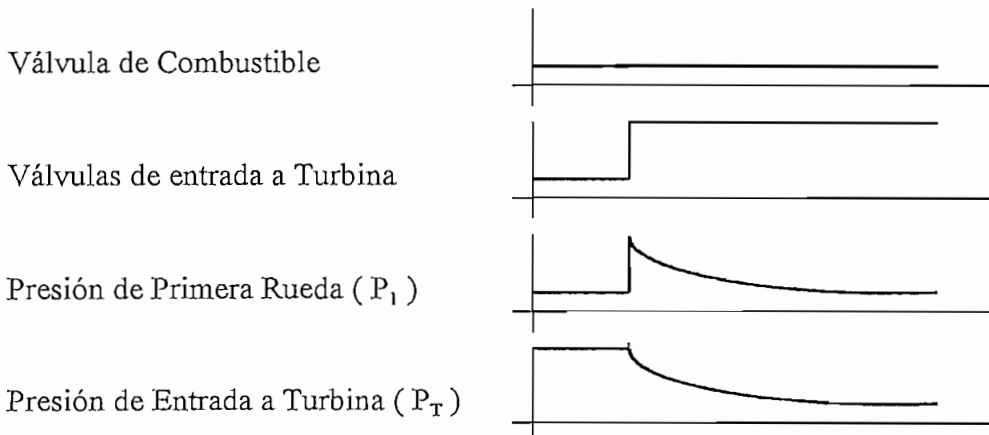 Válvula de Combustible
Válvulas de entrada a Turbina
Presión de Primera Rueda ( P₁ )
Presión de Entrada a Turbina ( P_T )